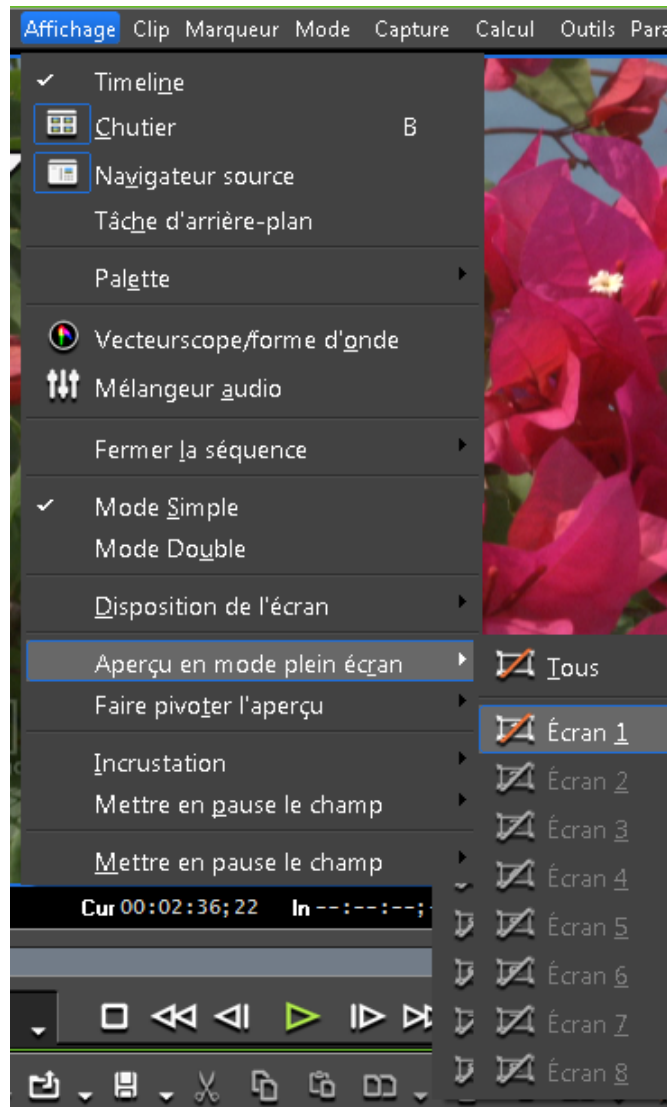 Affichage Clip Marqueur Mode Capture Calcul Outils Para
Timeline
Chutier B
Navigateur source
Tâche d'arrière-plan
Palette
Vecteurscope/forme d'onde
Mélangeur audio
Fermer la séquence
Mode Simple
Mode Double
Disposition de l'écran
Aperçu en mode plein écran
Faire pivoter l'aperçu
Incrustation
Mettre en pause le champ
Mettre en pause le champ
Tous
Écran 1
Écran 2
Écran 3
Écran 4
Écran 5
Écran 6
Écran 7
Écran 8
Cur 00:02:36;22 In --:--:--;-